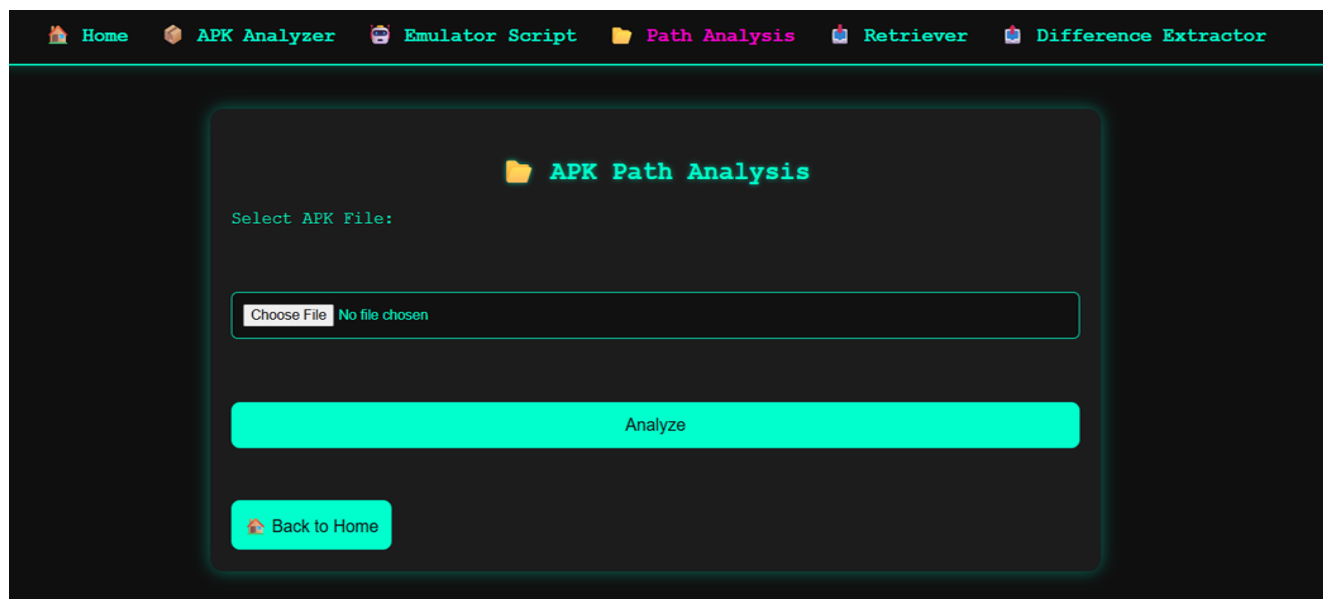 Home APK Analyzer Emulator Script Path Analysis Retriever Difference Extractor
APK Path Analysis
Select APK File:
Choose File No file chosen
Analyze
Back to Home